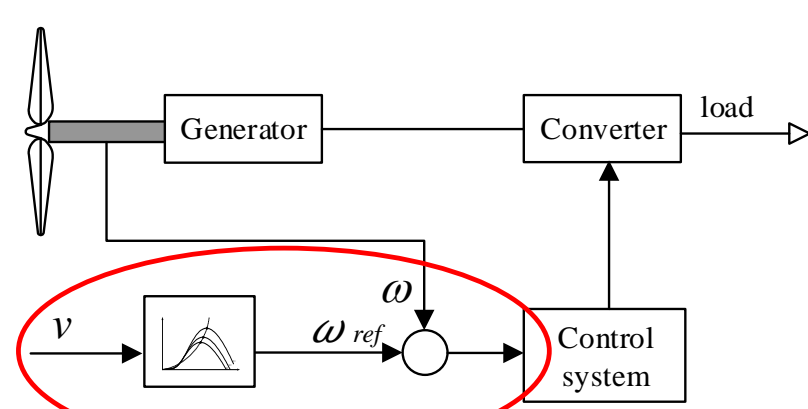 load
Generator
Converter
ω
v
ω ref
Control
system